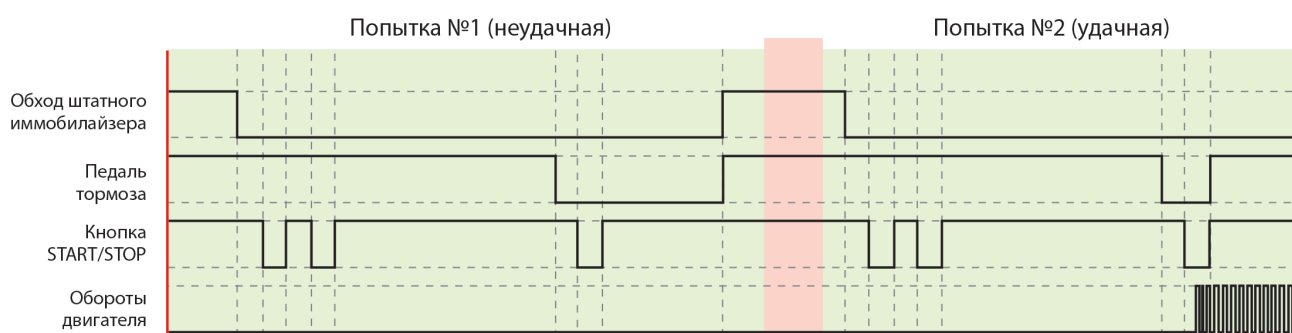 Попытка №1 (неудачная)
Попытка №2 (удачная)
Обход штатного
иммобилайзера
Педаль
тормоза
Кнопка
START/STOP
Обороты
двигателя